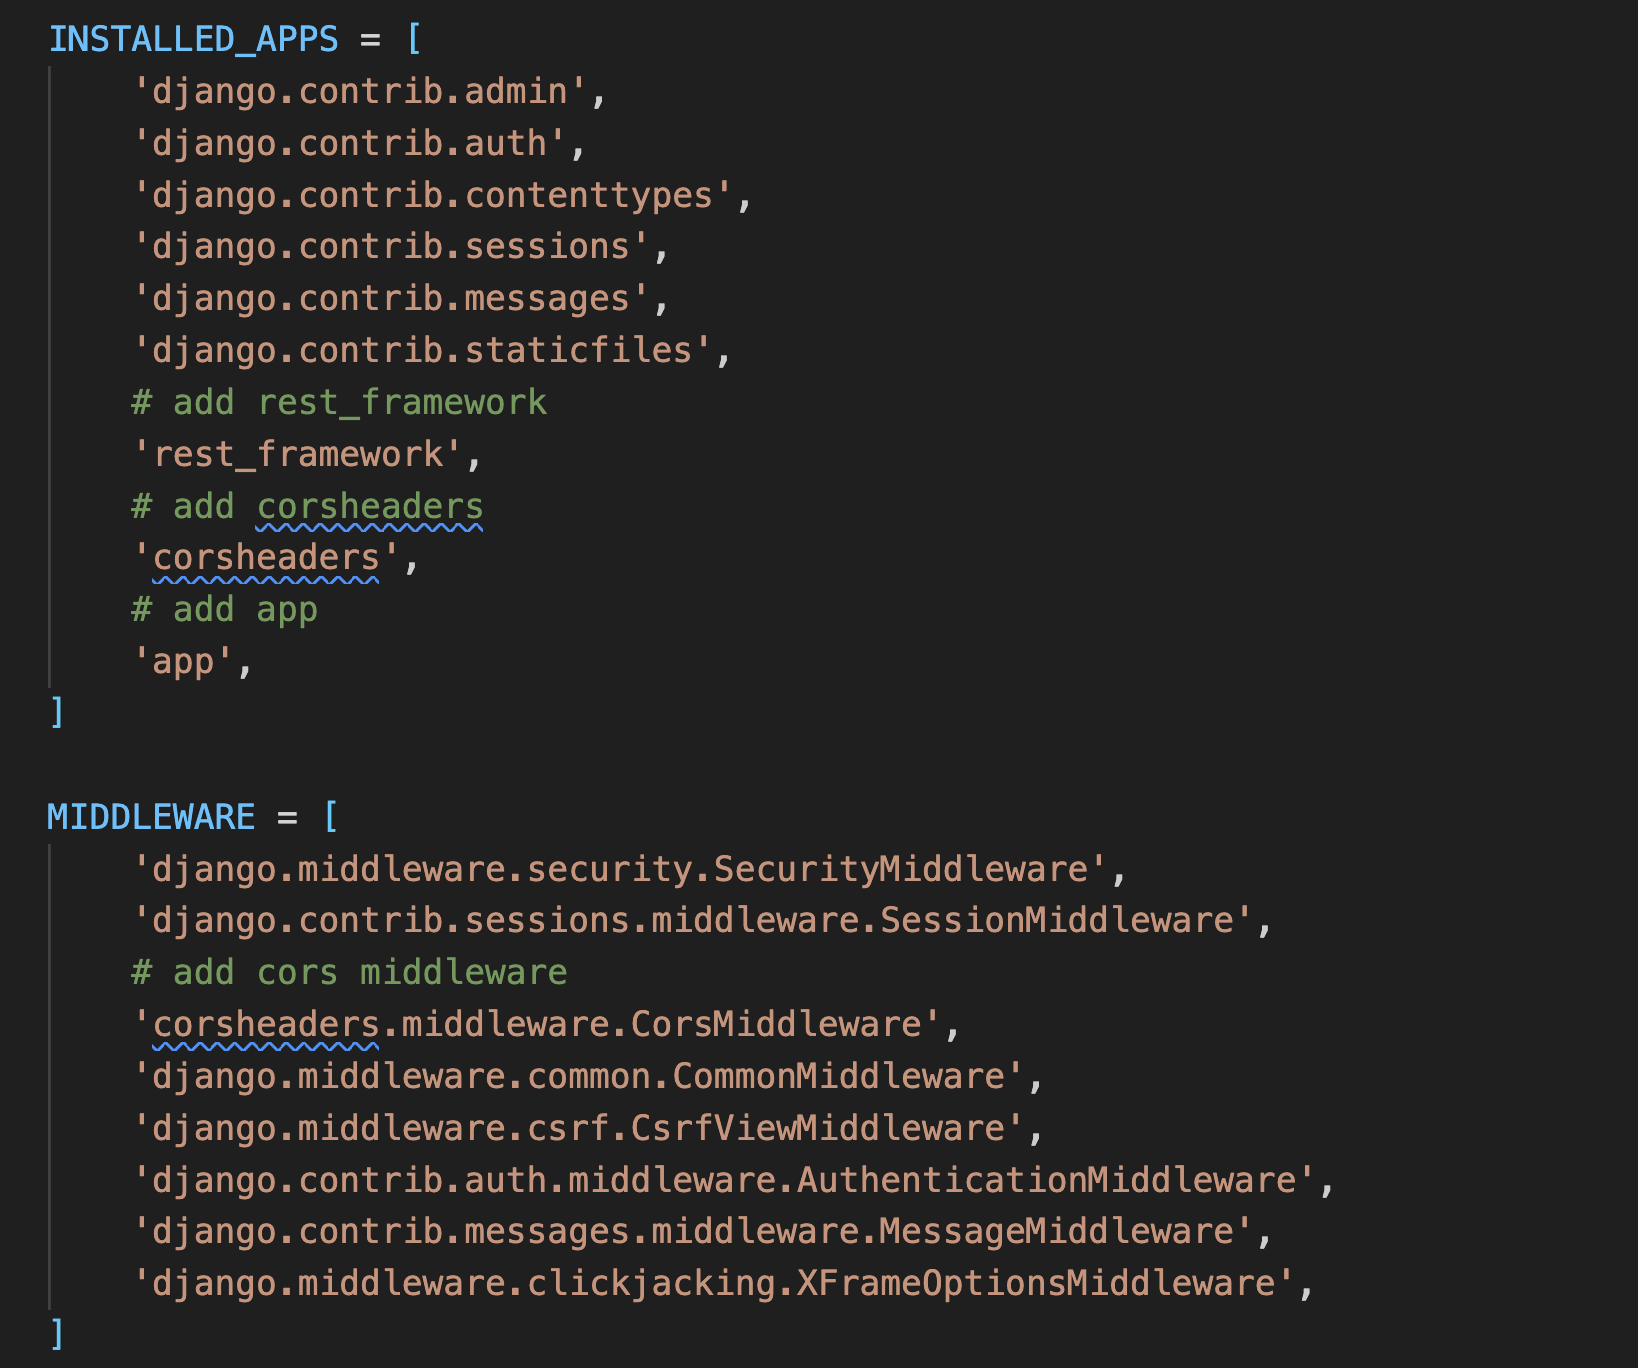 INSTALLED_APPS = [
    'django.contrib.admin',
    'django.contrib.auth',
    'django.contrib.contenttypes',
    'django.contrib.sessions',
    'django.contrib.messages',
    'django.contrib.staticfiles',
    # add rest_framework
    'rest_framework',
    # add corsheaders
    'corsheaders',
    # add app
    'app',
]

MIDDLEWARE = [
    'django.middleware.security.SecurityMiddleware',
    'django.contrib.sessions.middleware.SessionMiddleware',
    # add cors middleware
    'corsheaders.middleware.CorsMiddleware',
    'django.middleware.common.CommonMiddleware',
    'django.middleware.csrf.CsrfViewMiddleware',
    'django.contrib.auth.middleware.AuthenticationMiddleware',
    'django.contrib.messages.middleware.MessageMiddleware',
    'django.middleware.clickjacking.XFrameOptionsMiddleware',
]